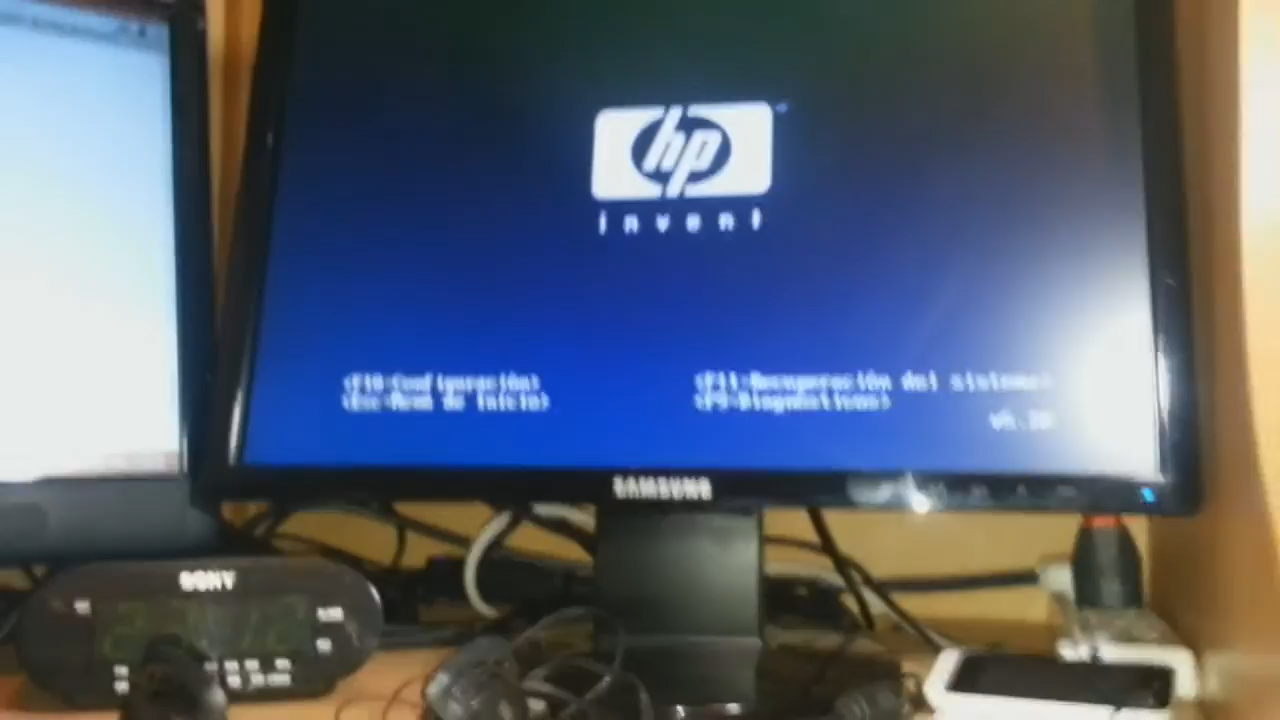 hp
invent
<F10=Configuración>
<Esc=Menú de Inicio>
<F11=Recuperación del sistema>
<F9=Diagnósticos>
SAMSUNG
SONY